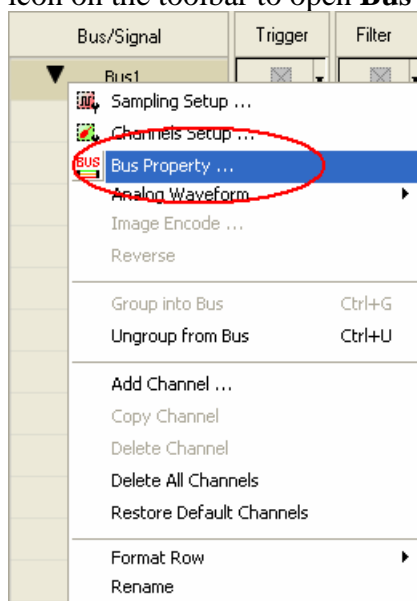 icon on the toolbar to open Bus
Bus/Signal Trigger Filter
Bus1
Sampling Setup ...
Channels Setup ...
BUS Bus Property ...
Analog Waveform
Image Encode ...
Reverse
Group into Bus Ctrl+G
Ungroup from Bus Ctrl+U
Add Channel ...
Copy Channel
Delete Channel
Delete All Channels
Restore Default Channels
Format Row
Rename